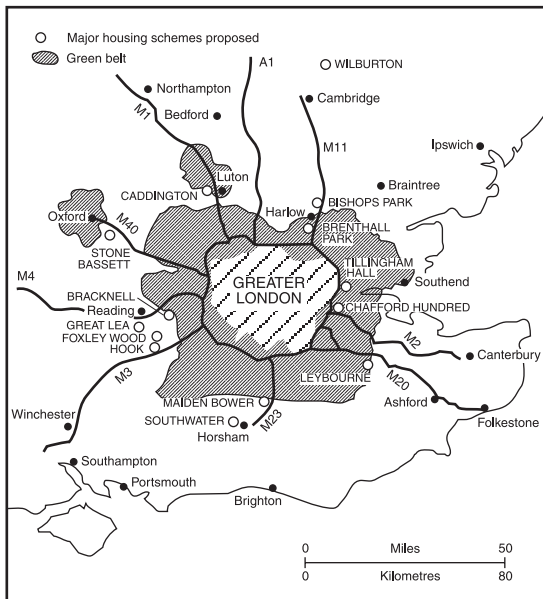 Major housing schemes proposed
Green belt
A1
WILBURTON
Northampton
Cambridge
M1
Bedford
M11
Ipswich
Luton
Braintree
CADDINGTON
BISHOPS PARK
Harlow
Oxford
M40
BRENTHALL
PARK
STONE
BASSETT
TILLINGHAM
HALL
M4
GREATER
LONDON
Southend
BRACKNELL
Reading
CHAFFORD HUNDRED
GREAT LEA
FOXLEY WOOD
HOOK
M2
M3
Canterbury
LEYBOURNE
M20
MAIDEN BOWER
Ashford
Winchester
SOUTHWATER
M23
Folkestone
Horsham
Southampton
Portsmouth
Brighton
0 Miles 50
0 Kilometres 80